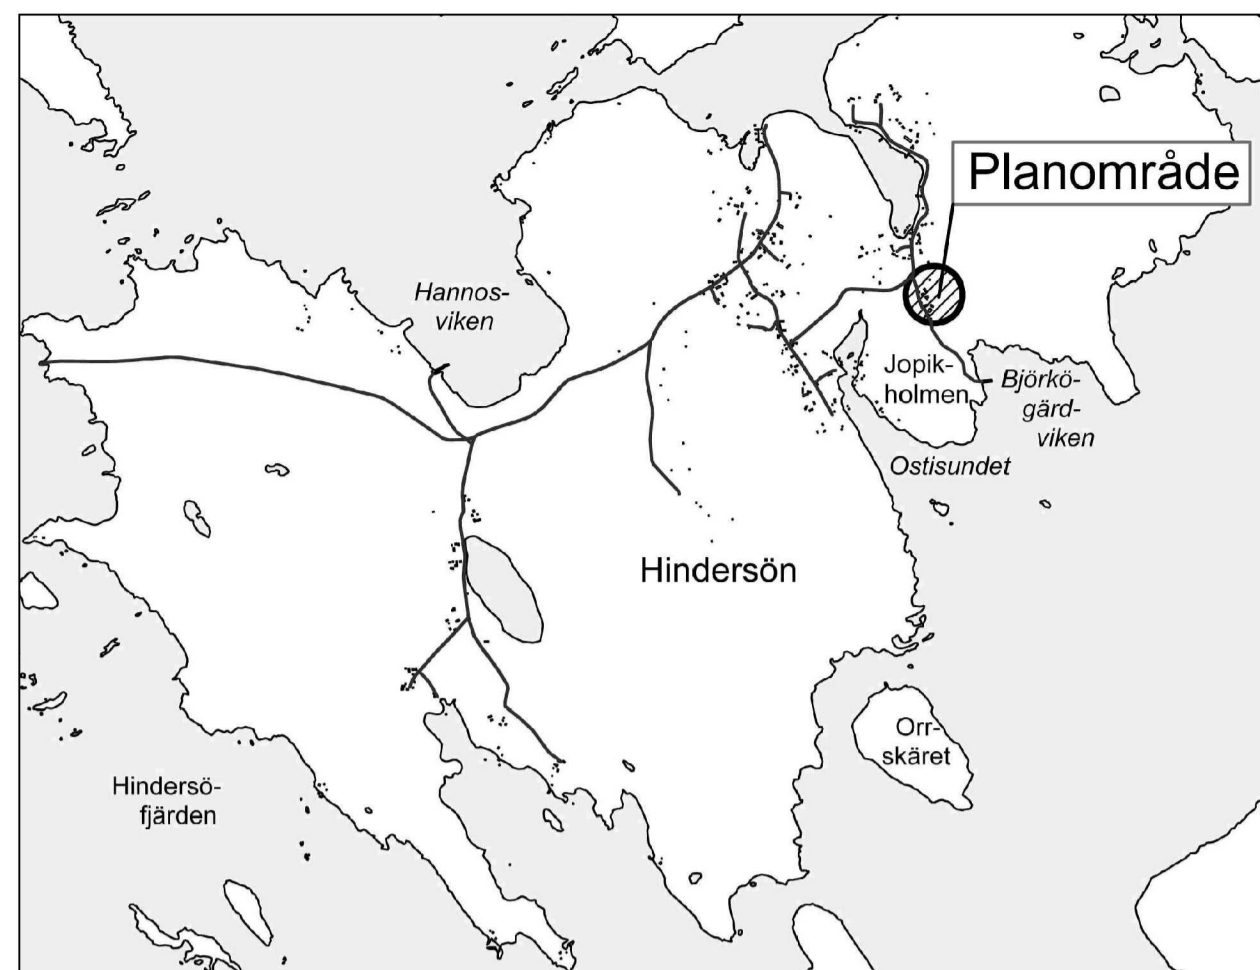 Planområde
Hannos-
viken
Jopik-
holmen
Björkö-
gärd-
viken
Ostisundet
Hindersön
Orr-
skäret
Hindersö-
fjärden